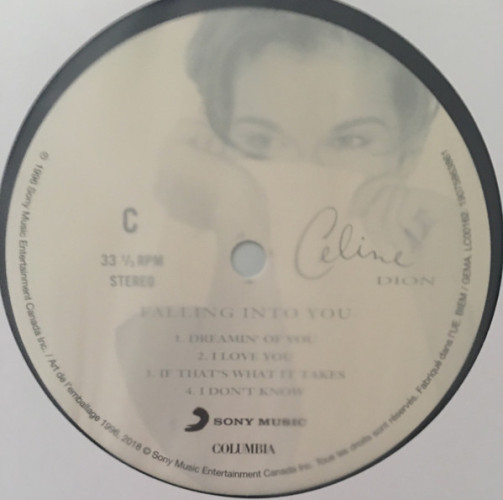 C
33 ⅓ RPM
STEREO
Celine
DION
FALLING INTO YOU
1. DREAMIN' OF YOU
2. I LOVE YOU
3. IF THAT'S WHAT IT TAKES
4. I DON'T KNOW
SONY MUSIC
COLUMBIA
℗ 1996 Sony Music Entertainment Canada Inc. / Art de l'emballage 1996, 2018 © Sony Music Entertainment Canada Inc. Tous les droits sont réservés. Fabriqué dans l'UE. BIEM / GEMA. LC00162